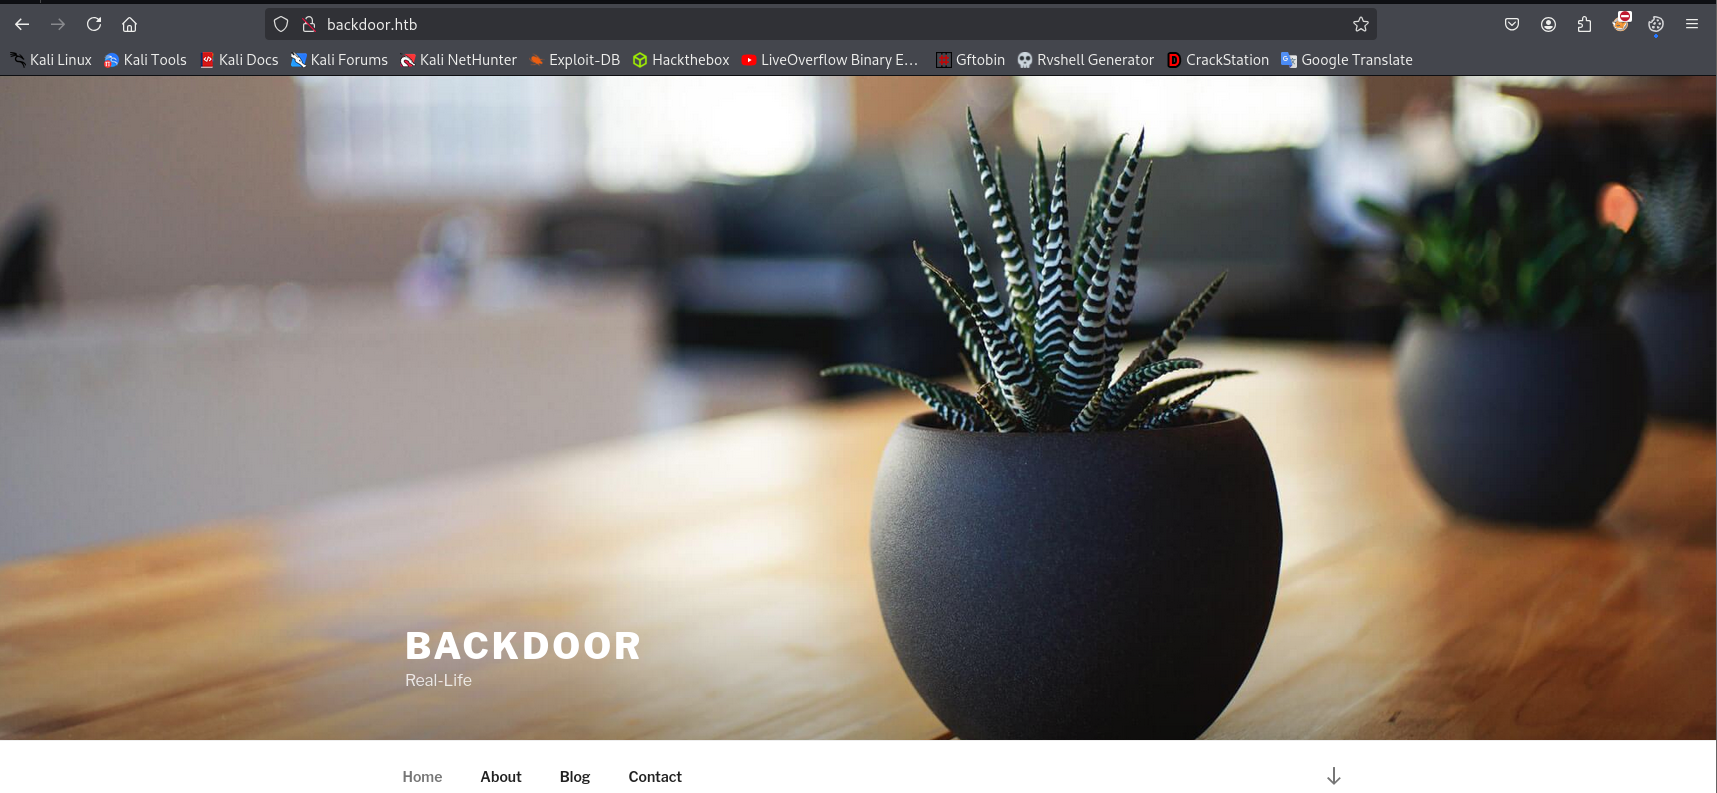 backdoor.htb
Kali Linux Kali Tools Kali Docs Kali Forums Kali NetHunter Exploit-DB Hackthebox LiveOverflow Binary E… Gftobin Rvshell Generator CrackStation Google Translate
BACKDOOR
Real-Life
Home About Blog Contact